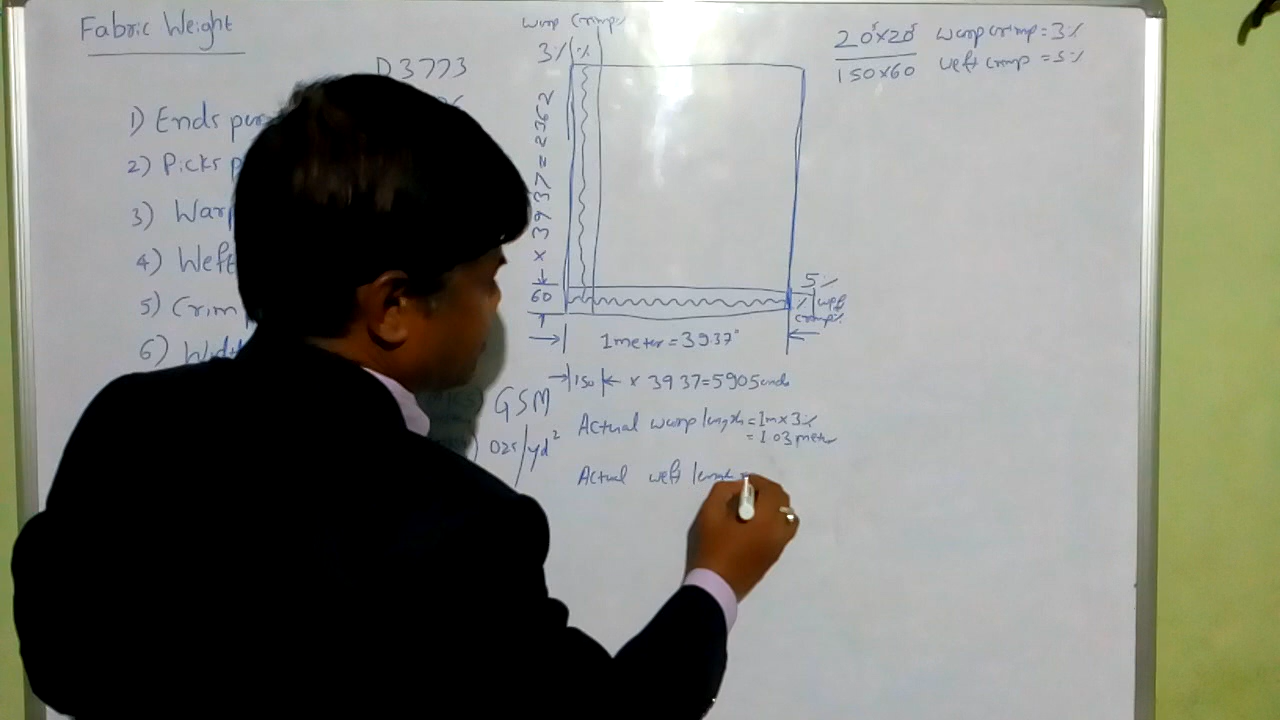 Fabric Weight
D3773
1) Ends per
2) Picks p
3) Warp
4) Weft
5) Crim
6) Widt
GSM
Ozs/yd²
Warp Crimp%
3% %
60 × 39 37 = 2362
5%
% weft
crimp%
1 meter = 39.37"
150 × 39 37 = 5905 ends
Actual warp length = 1m × 3%
= 1.03 meter
Actual weft length =
20ˢ×20ˢ warp crimp = 3%
150×60 weft crimp = 5%